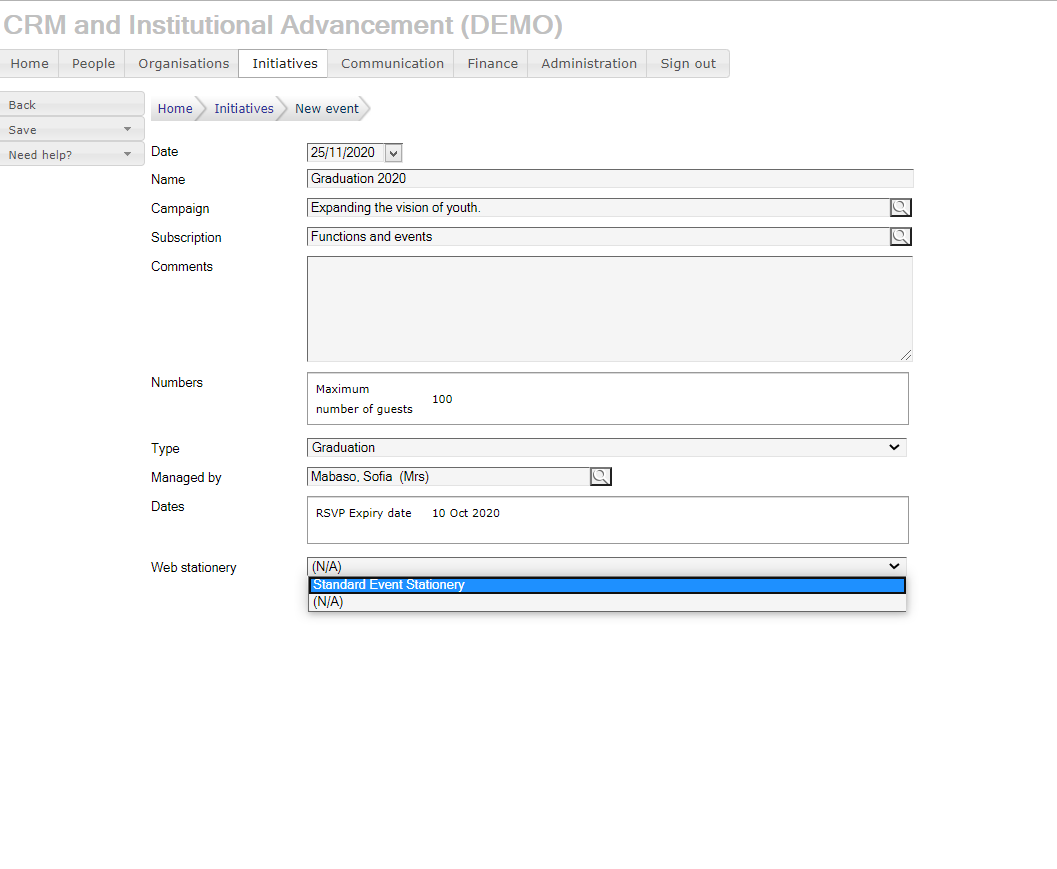 CRM and Institutional Advancement (DEMO)
Home People Organisations Initiatives Communication Finance Administration Sign out
Back
Save
Need help?
Home Initiatives New event
Date 25/11/2020
Name Graduation 2020
Campaign Expanding the vision of youth.
Subscription Functions and events
Comments
Numbers
Maximum
number of guests 100
Type Graduation
Managed by Mabaso, Sofia (Mrs)
Dates RSVP Expiry date 10 Oct 2020
Web stationery (N/A)
Standard Event Stationery
(N/A)